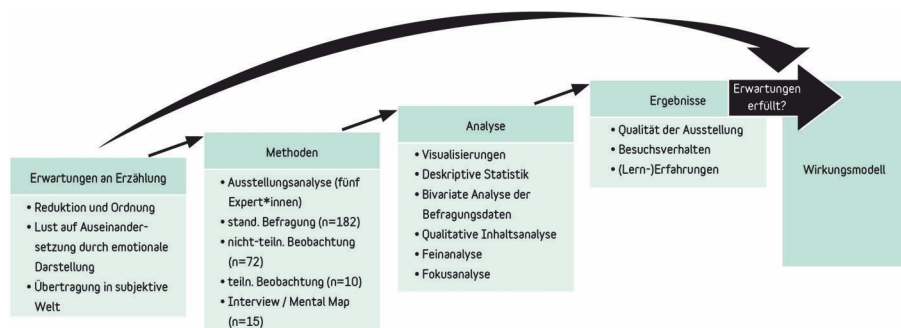 Erwartungen an Erzählung
• Reduktion und Ordnung
• Lust auf Auseinander-
setzung durch emotionale
Darstellung
• Übertragung in subjektive
Welt
Methoden
• Ausstellungsanalyse (fünf
Expert*innen)
• stand. Befragung (n=182)
• nicht-teiln. Beobachtung
(n=72)
• teiln. Beobachtung (n=10)
• Interview / Mental Map
(n=15)
Analyse
• Visualisierungen
• Deskriptive Statistik
• Bivariate Analyse der
Befragungsdaten
• Qualitative Inhaltsanalyse
• Feinanalyse
• Fokusanalyse
Ergebnisse
• Qualität der Ausstellung
• Besuchsverhalten
• (Lern-)Erfahrungen
Erwartungen
erfüllt?
Wirkungsmodell